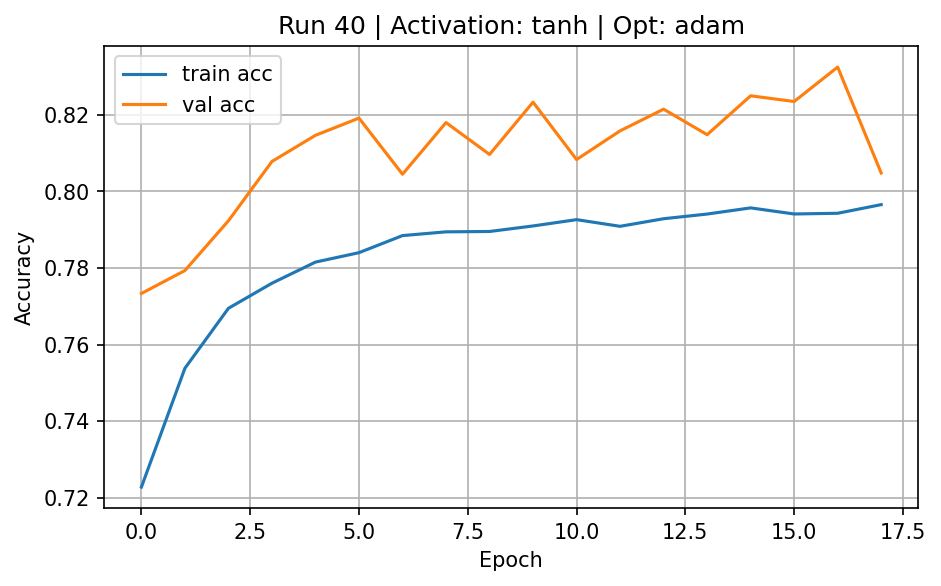 Run 40 | Activation: tanh | Opt: adam
train acc
val acc
0.82
0.80
0.78
0.76
0.74
0.72
Accuracy
0.0 2.5 5.0 7.5 10.0 12.5 15.0 17.5
Epoch